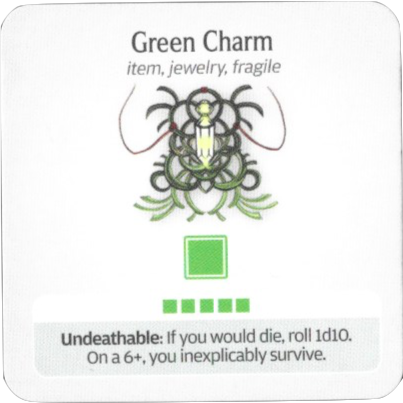 Green Charm
item, jewelry, fragile
Undeathable: If you would die, roll 1d10.
On a 6+, you inexplicably survive.